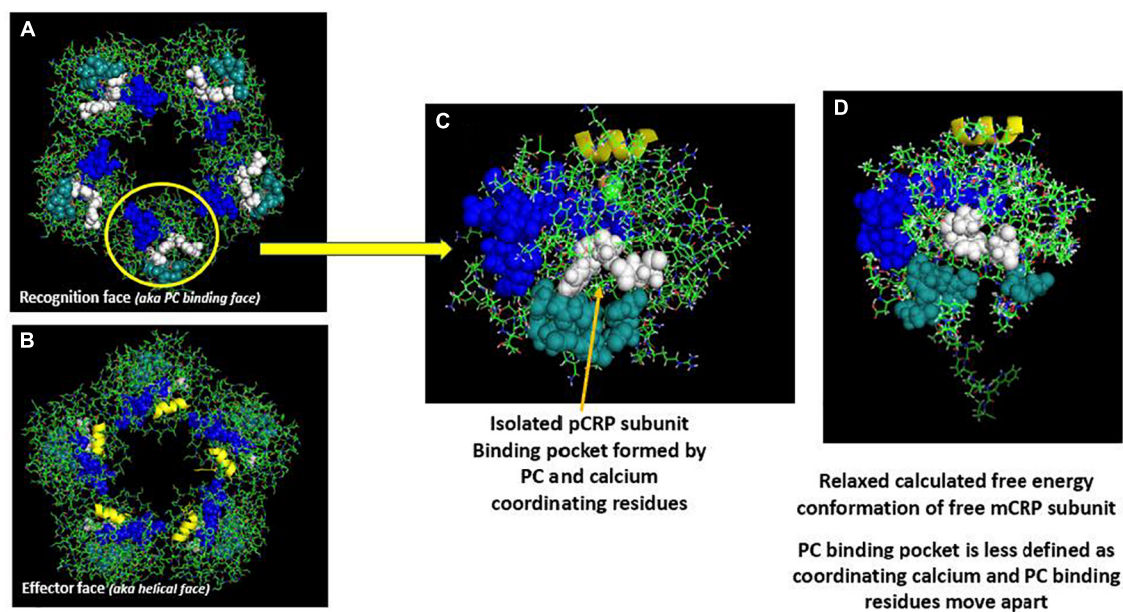 A
Recognition face (aka PC binding face)
B
Effector face (aka helical face)
C
Isolated pCRP subunit
Binding pocket formed by
PC and calcium
coordinating residues
D
Relaxed calculated free energy
conformation of free mCRP subunit
PC binding pocket is less defined as
coordinating calcium and PC binding
residues move apart